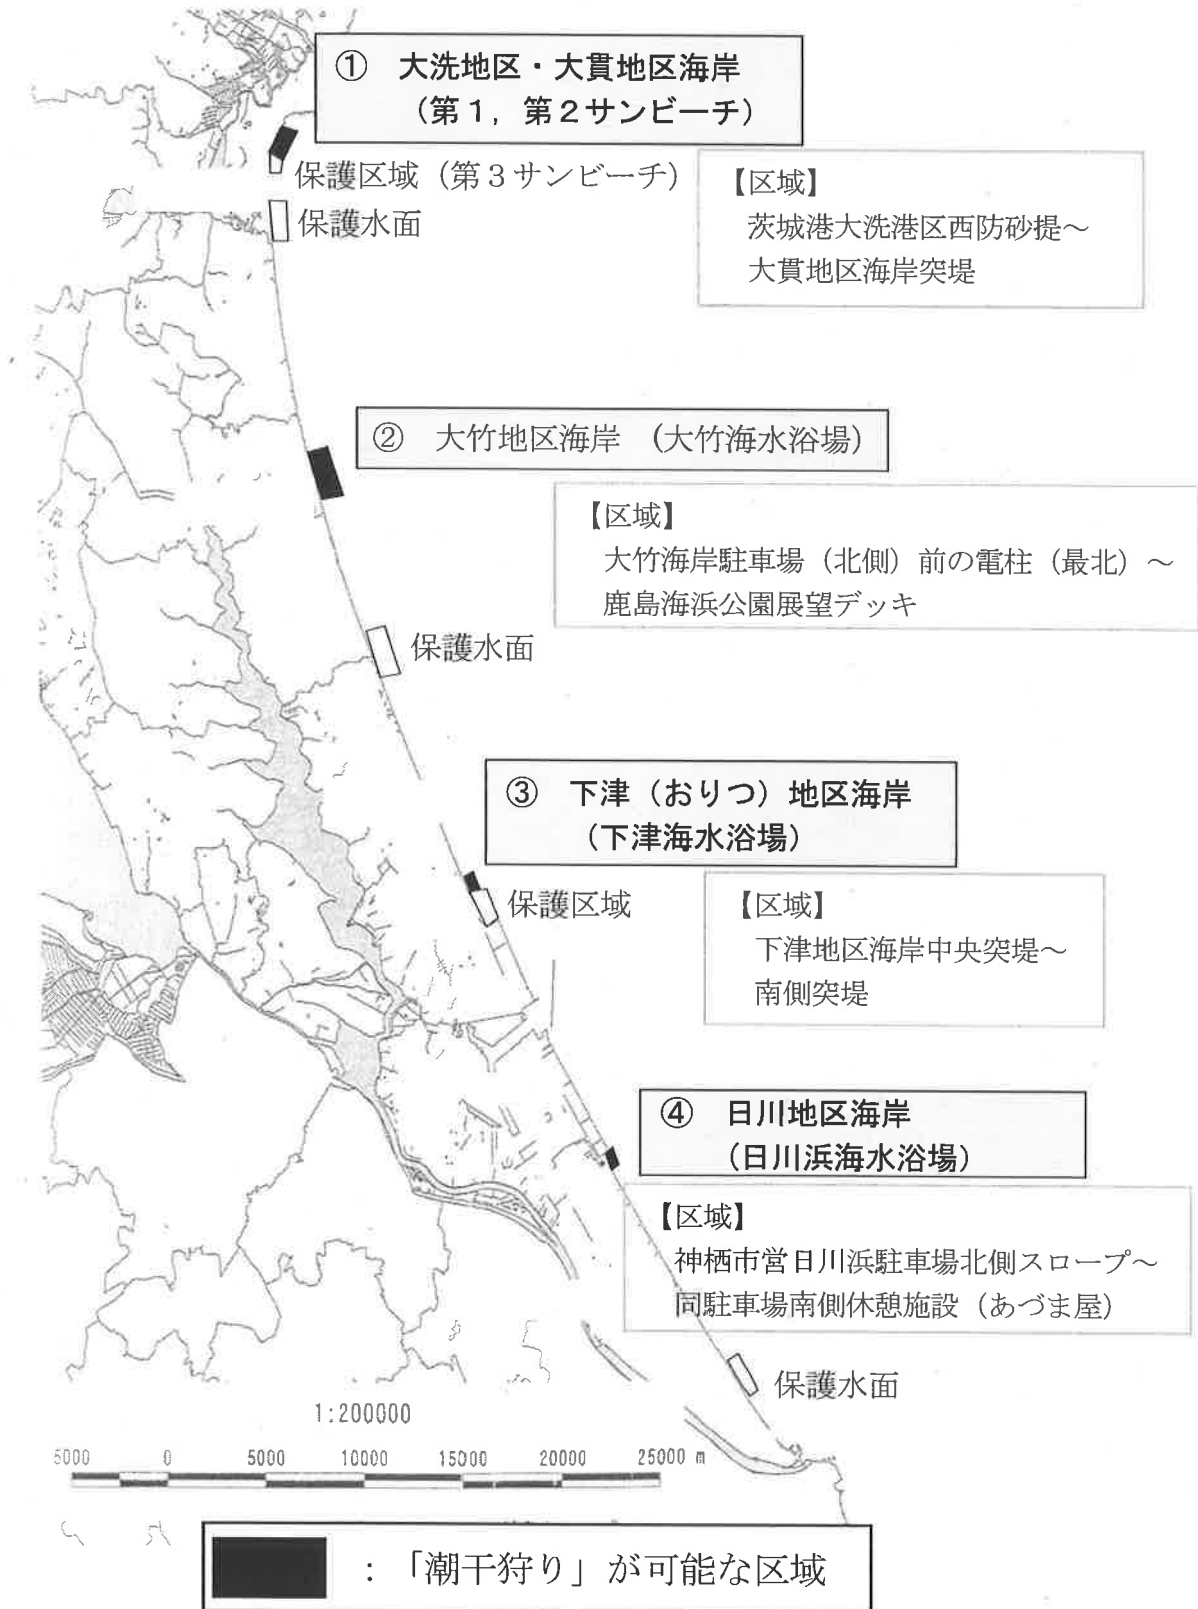 ① 大洗地区・大貫地区海岸
(第1,第2サンビーチ)
保護区域(第3サンビーチ)
保護水面
【区域】
茨城港大洗港区西防砂提~
大貫地区海岸突堤
② 大竹地区海岸 (大竹海水浴場)
【区域】
大竹海岸駐車場(北側)前の電柱(最北)~
鹿島海浜公園展望デッキ
保護水面
③ 下津(おりつ)地区海岸
(下津海水浴場)
保護区域
【区域】
下津地区海岸中央突堤~
南側突堤
④ 日川地区海岸
(日川浜海水浴場)
【区域】
神栖市営日川浜駐車場北側スロープ~
同駐車場南側休憩施設(あづま屋)
保護水面
1:200000
5000 0 5000 10000 15000 20000 25000 m
:「潮干狩り」が可能な区域